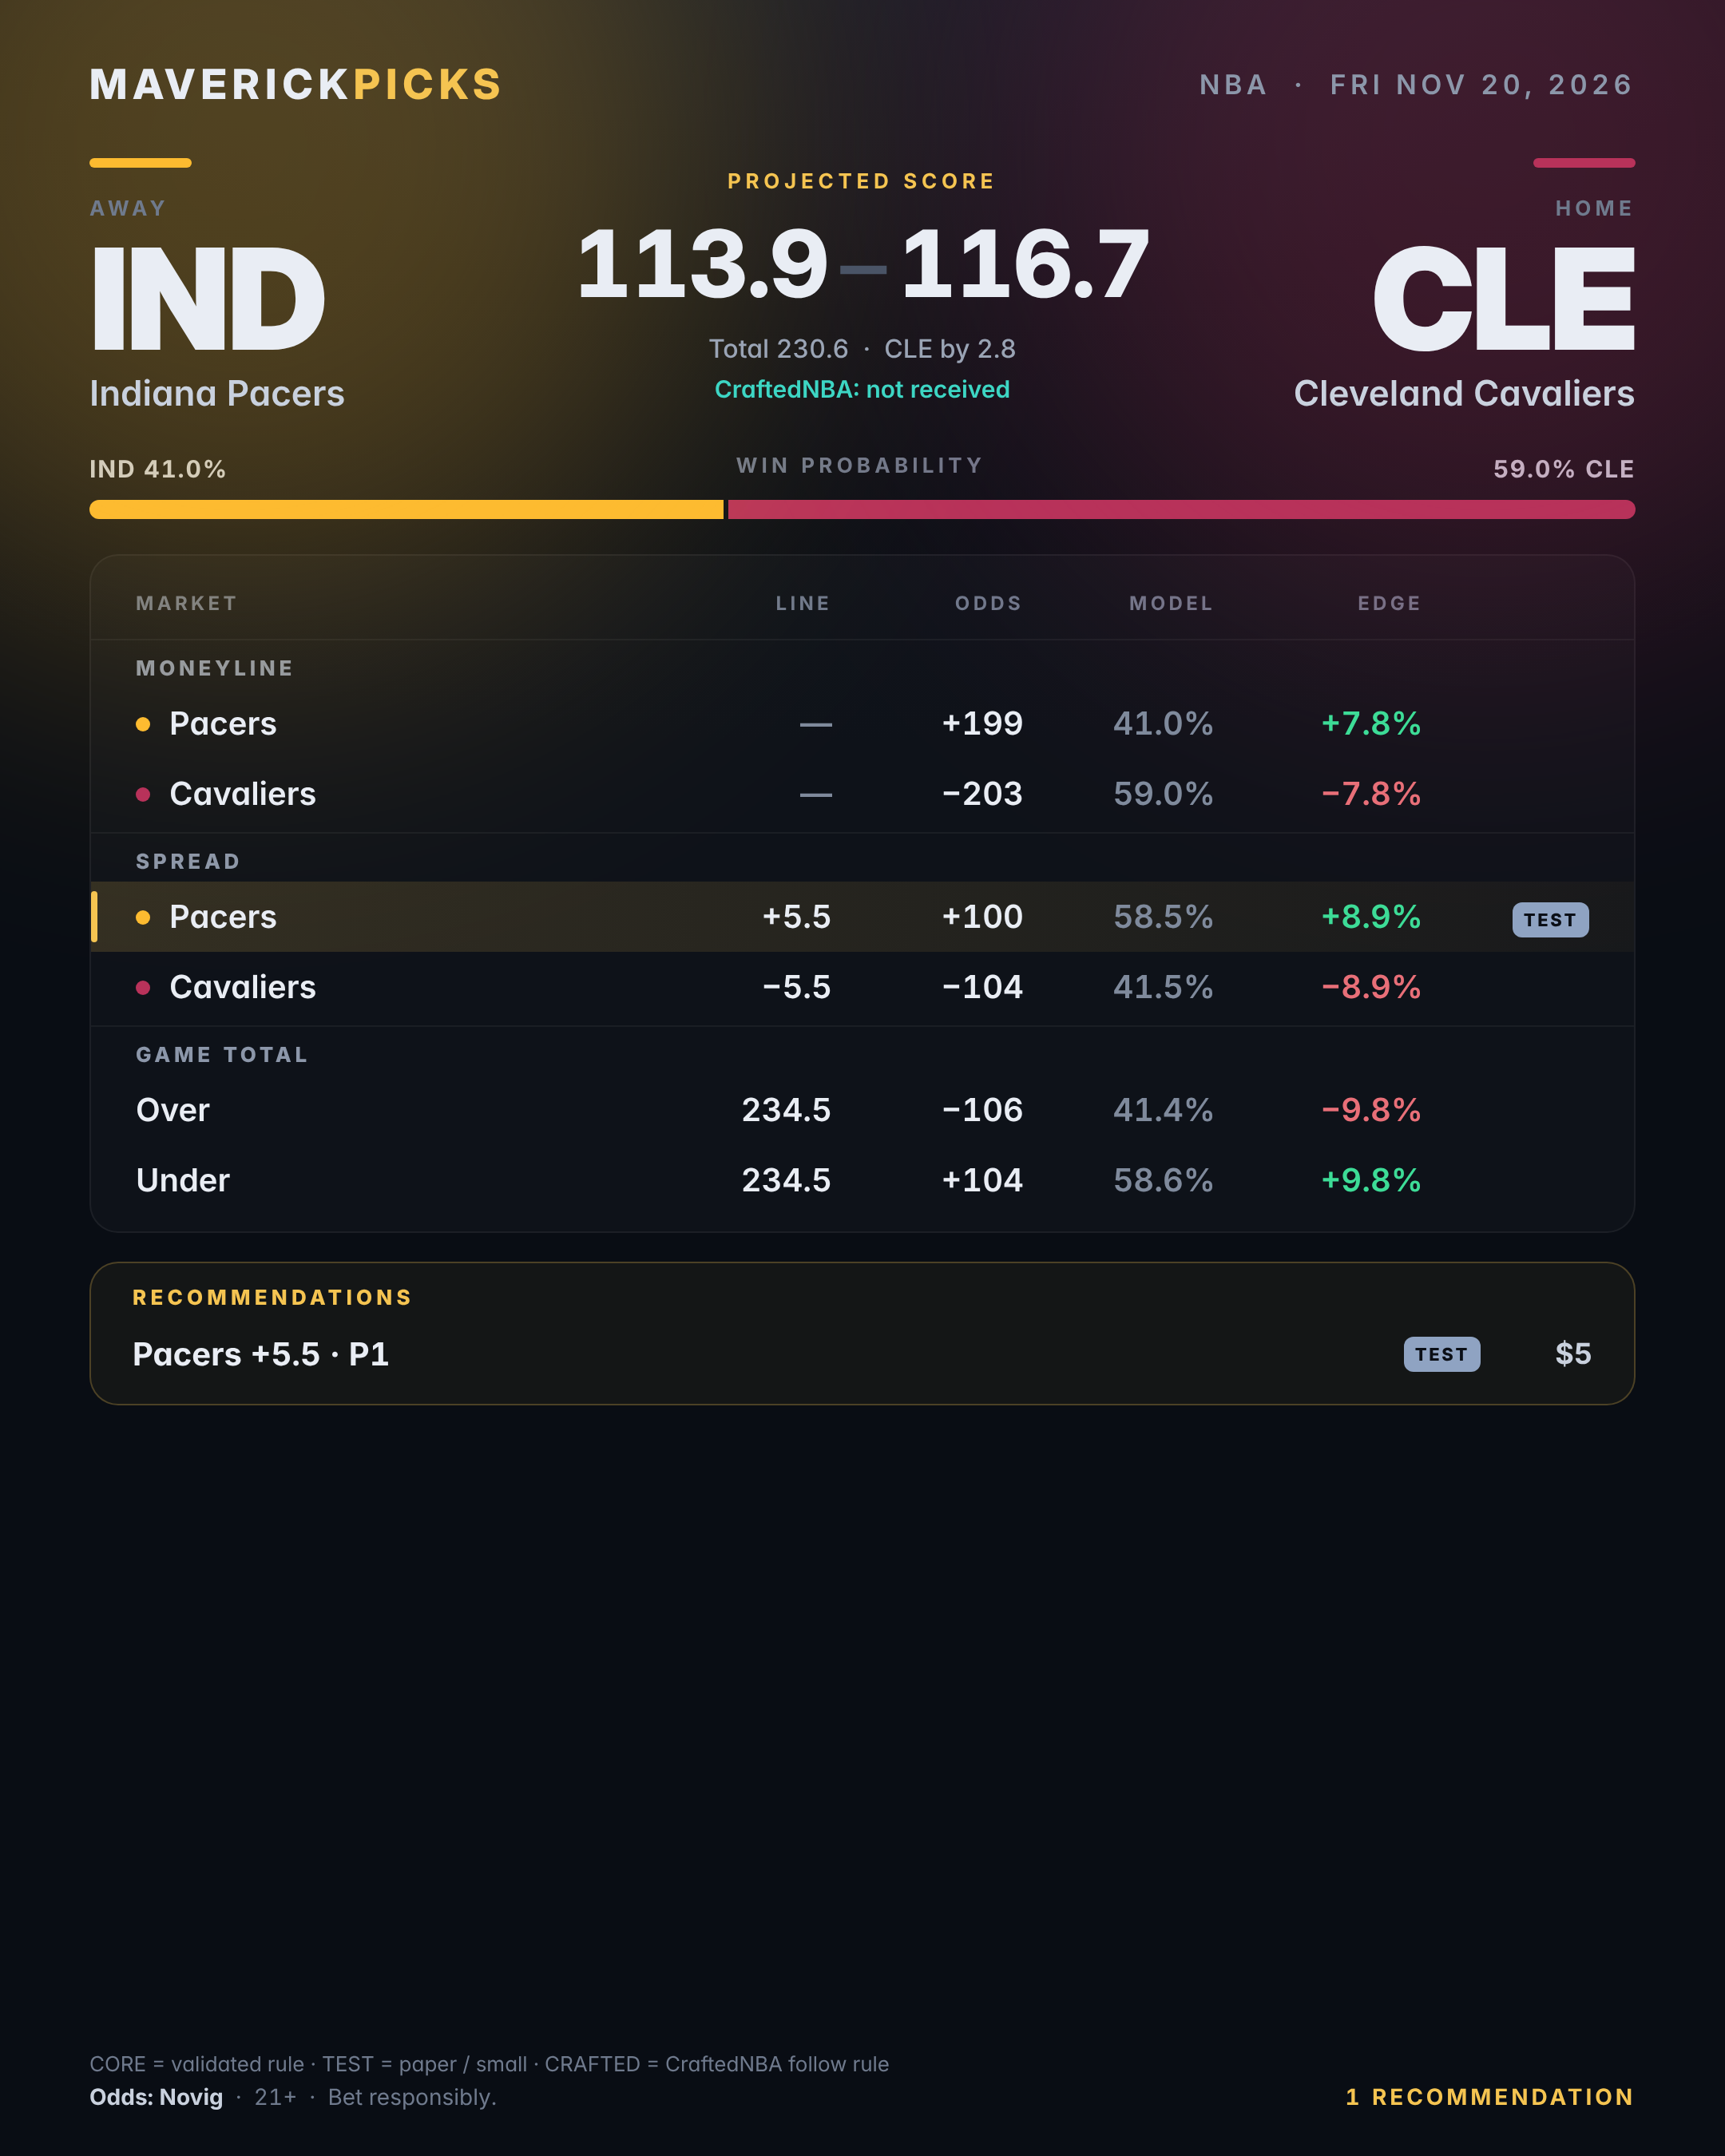 MAVERICKPICKS
NBA · FRI NOV 20, 2026
AWAY
IND
Indiana Pacers
PROJECTED SCORE
113.9–116.7
Total 230.6 · CLE by 2.8
CraftedNBA: not received
HOME
CLE
Cleveland Cavaliers
IND 41.0% WIN PROBABILITY 59.0% CLE
MARKET LINE ODDS MODEL EDGE
MONEYLINE
Pacers — +199 41.0% +7.8%
Cavaliers — −203 59.0% −7.8%
SPREAD
Pacers +5.5 +100 58.5% +8.9% TEST
Cavaliers −5.5 −104 41.5% −8.9%
GAME TOTAL
Over 234.5 −106 41.4% −9.8%
Under 234.5 +104 58.6% +9.8%
RECOMMENDATIONS
Pacers +5.5 · P1 TEST $5
CORE = validated rule · TEST = paper / small · CRAFTED = CraftedNBA follow rule
Odds: Novig · 21+ · Bet responsibly.
1 RECOMMENDATION